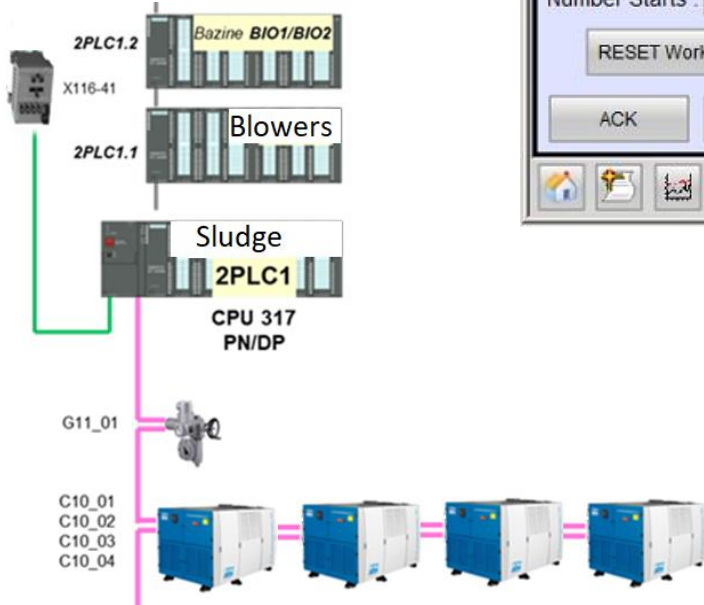 2PLC1.2
Bazine BIO1/BIO2
X116-41
2PLC1.1
Blowers
Sludge
2PLC1
CPU 317
PN/DP
G11_01
C10_01
C10_02
C10_03
C10_04
Number Starts :
RESET Work
ACK